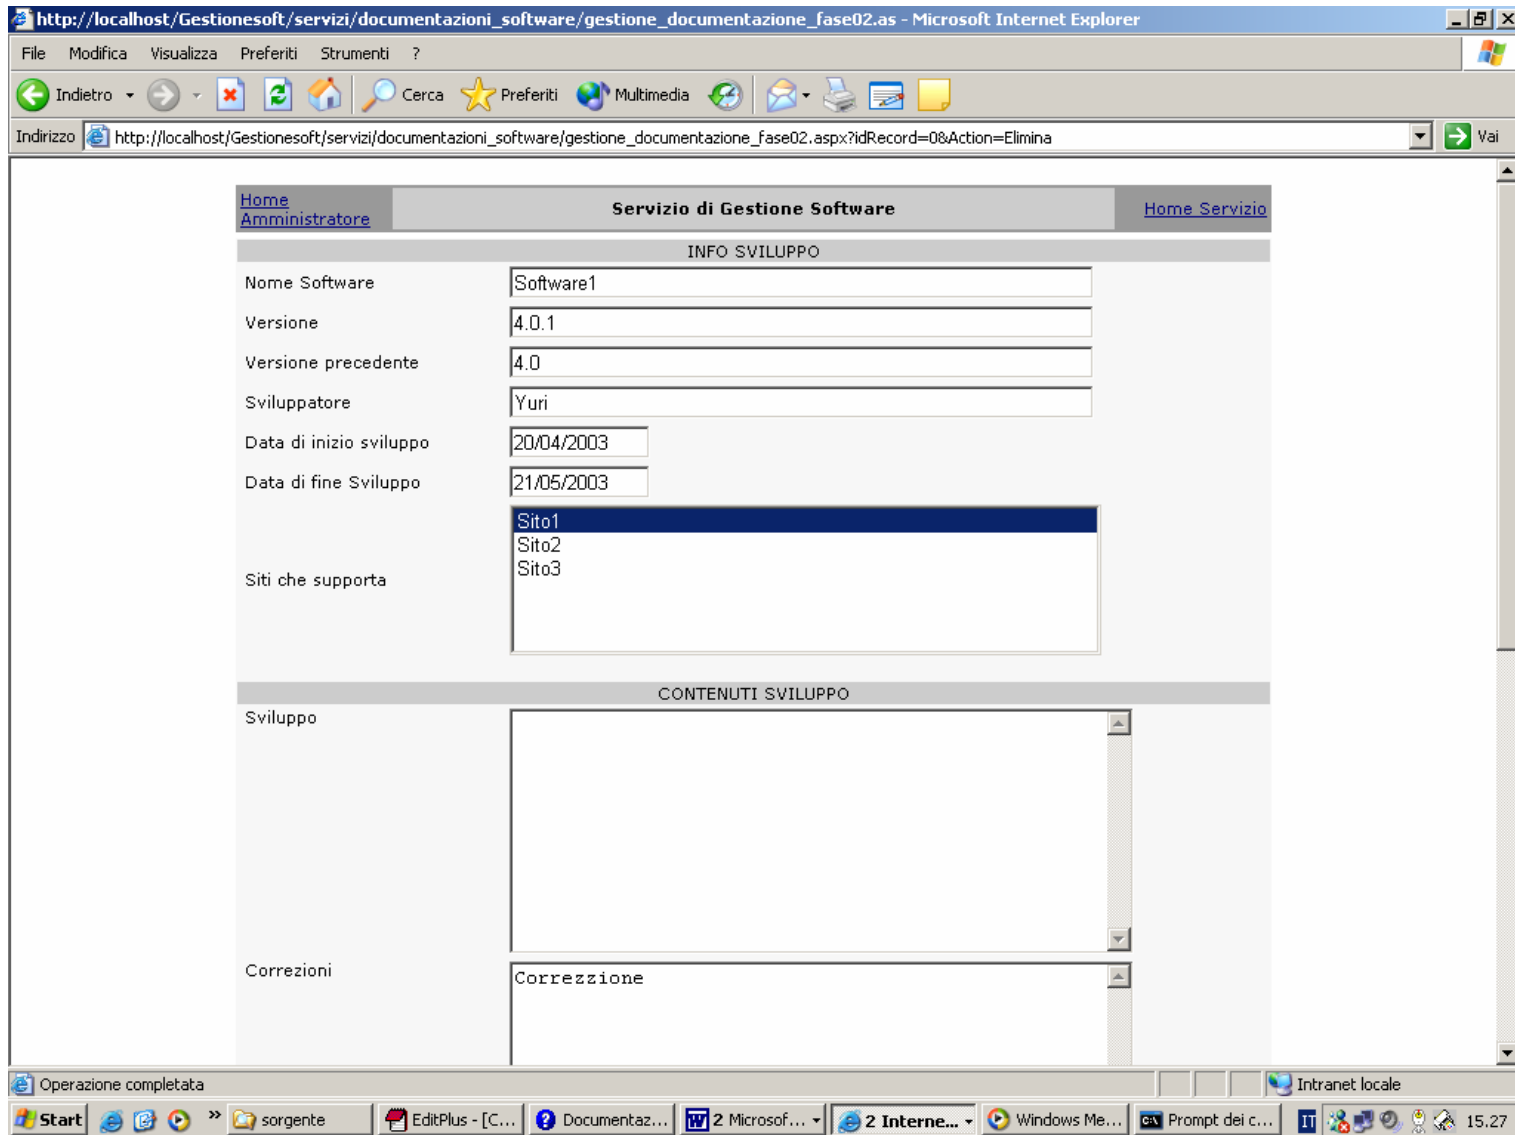 http://localhost/Gestionesoft/servizi/documentazioni_software/gestione_documentazione_fase02.as - Microsoft Internet Explorer
File Modifica Visualizza Preferiti Strumenti ?
Indietro Cerca Preferiti Multimedia
Indirizzo http://localhost/Gestionesoft/servizi/documentazioni_software/gestione_documentazione_fase02.aspx?idRecord=0&Action=Elimina Vai
Home Amministratore Servizio di Gestione Software Home Servizio
INFO SVILUPPO
Nome Software Software1
Versione 4.0.1
Versione precedente 4.0
Sviluppatore Yuri
Data di inizio sviluppo 20/04/2003
Data di fine Sviluppo 21/05/2003
Sito1
Sito2
Sito3
Siti che supporta
CONTENUTI SVILUPPO
Sviluppo
Correzioni Correzzione
Operazione completata Intranet locale
Start » sorgente EditPlus - [C... Documentaz... 2 Microsof... 2 Interne... Windows Me... Prompt dei c... IT 15.27